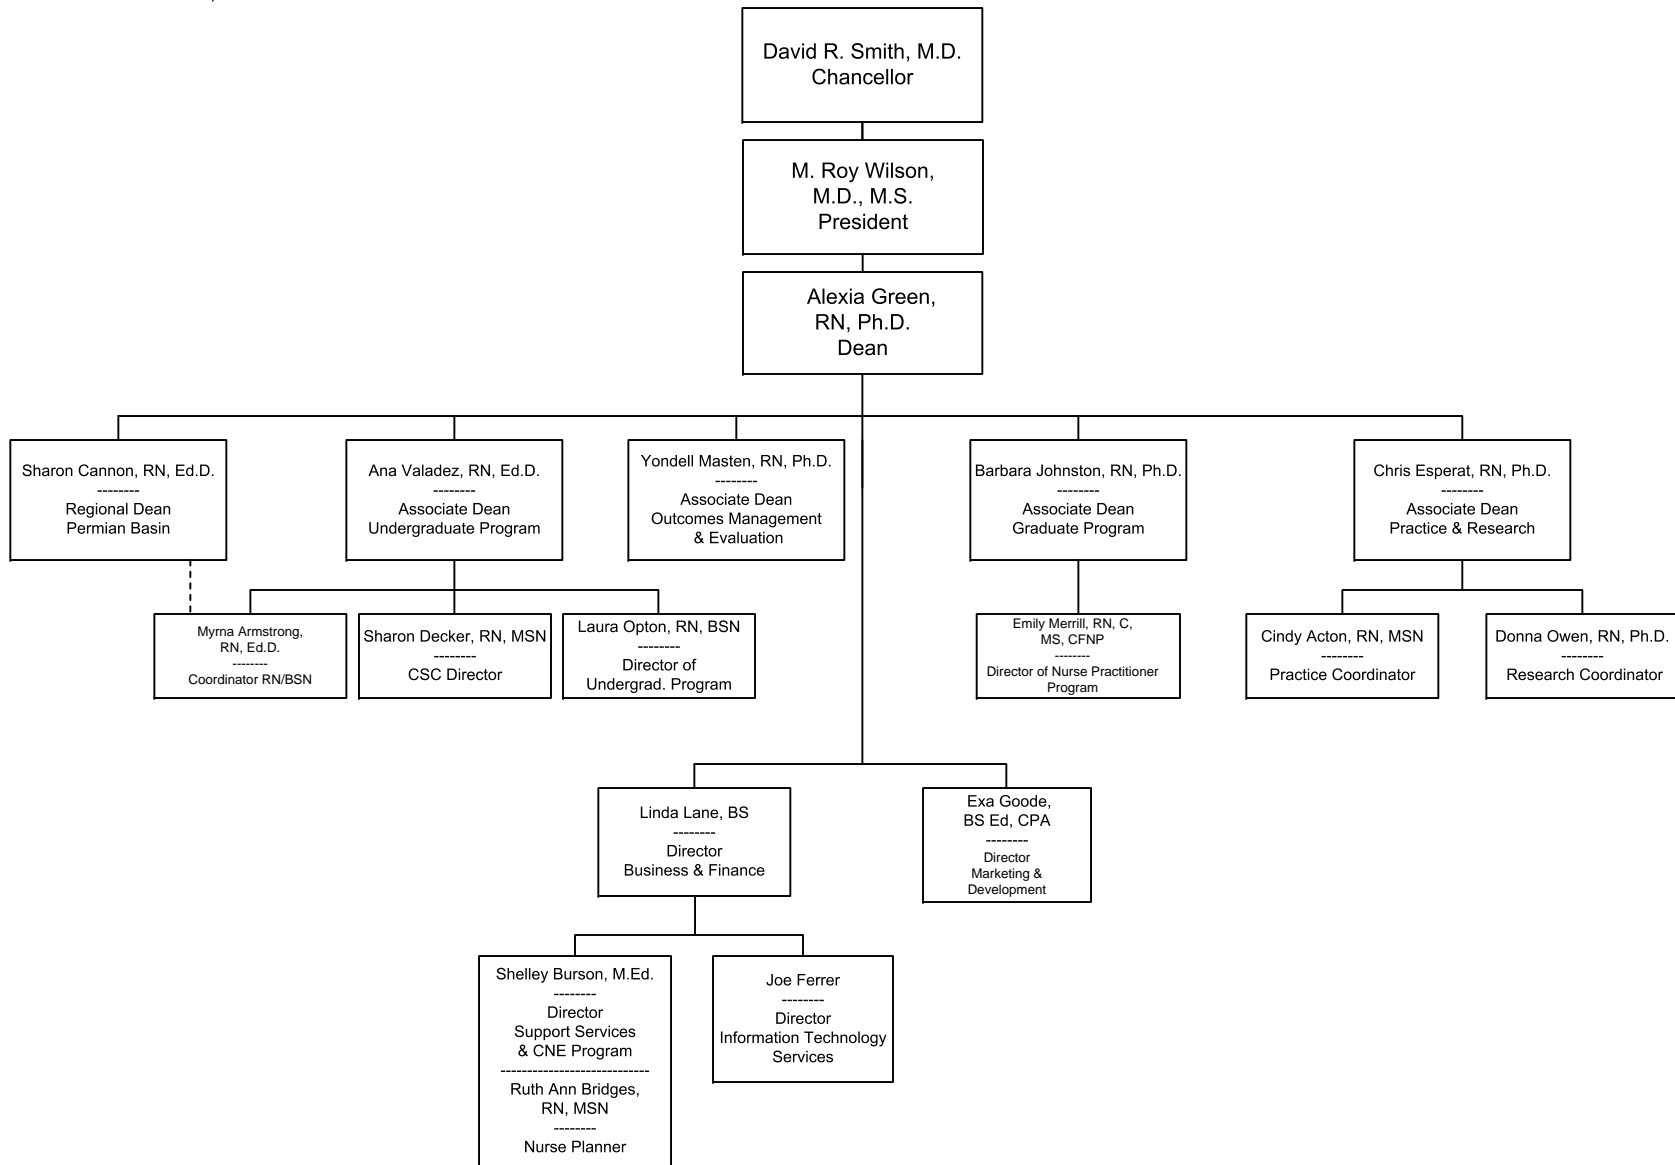 David R. Smith, M.D.
Chancellor
M. Roy Wilson,
M.D., M.S.
President
Alexia Green,
RN, Ph.D.
Dean
Sharon Cannon, RN, Ed.D.
--------
Regional Dean
Permian Basin
Ana Valadez, RN, Ed.D.
--------
Associate Dean
Undergraduate Program
Yondell Masten, RN, Ph.D.
--------
Associate Dean
Outcomes Management
& Evaluation
Barbara Johnston, RN, Ph.D.
--------
Associate Dean
Graduate Program
Chris Esperat, RN, Ph.D.
--------
Associate Dean
Practice & Research
Myrna Armstrong,
RN, Ed.D.
--------
Coordinator RN/BSN
Sharon Decker, RN, MSN
--------
CSC Director
Laura Opton, RN, BSN
--------
Director of
Undergrad. Program
Emily Merrill, RN, C,
MS, CFNP
--------
Director of Nurse Practitioner
Program
Cindy Acton, RN, MSN
--------
Practice Coordinator
Donna Owen, RN, Ph.D.
--------
Research Coordinator
Linda Lane, BS
--------
Director
Business & Finance
Exa Goode,
BS Ed, CPA
--------
Director
Marketing &
Development
Shelley Burson, M.Ed.
--------
Director
Support Services
& CNE Program
----------------------------
Ruth Ann Bridges,
RN, MSN
--------
Nurse Planner
Joe Ferrer
--------
Director
Information Technology
Services